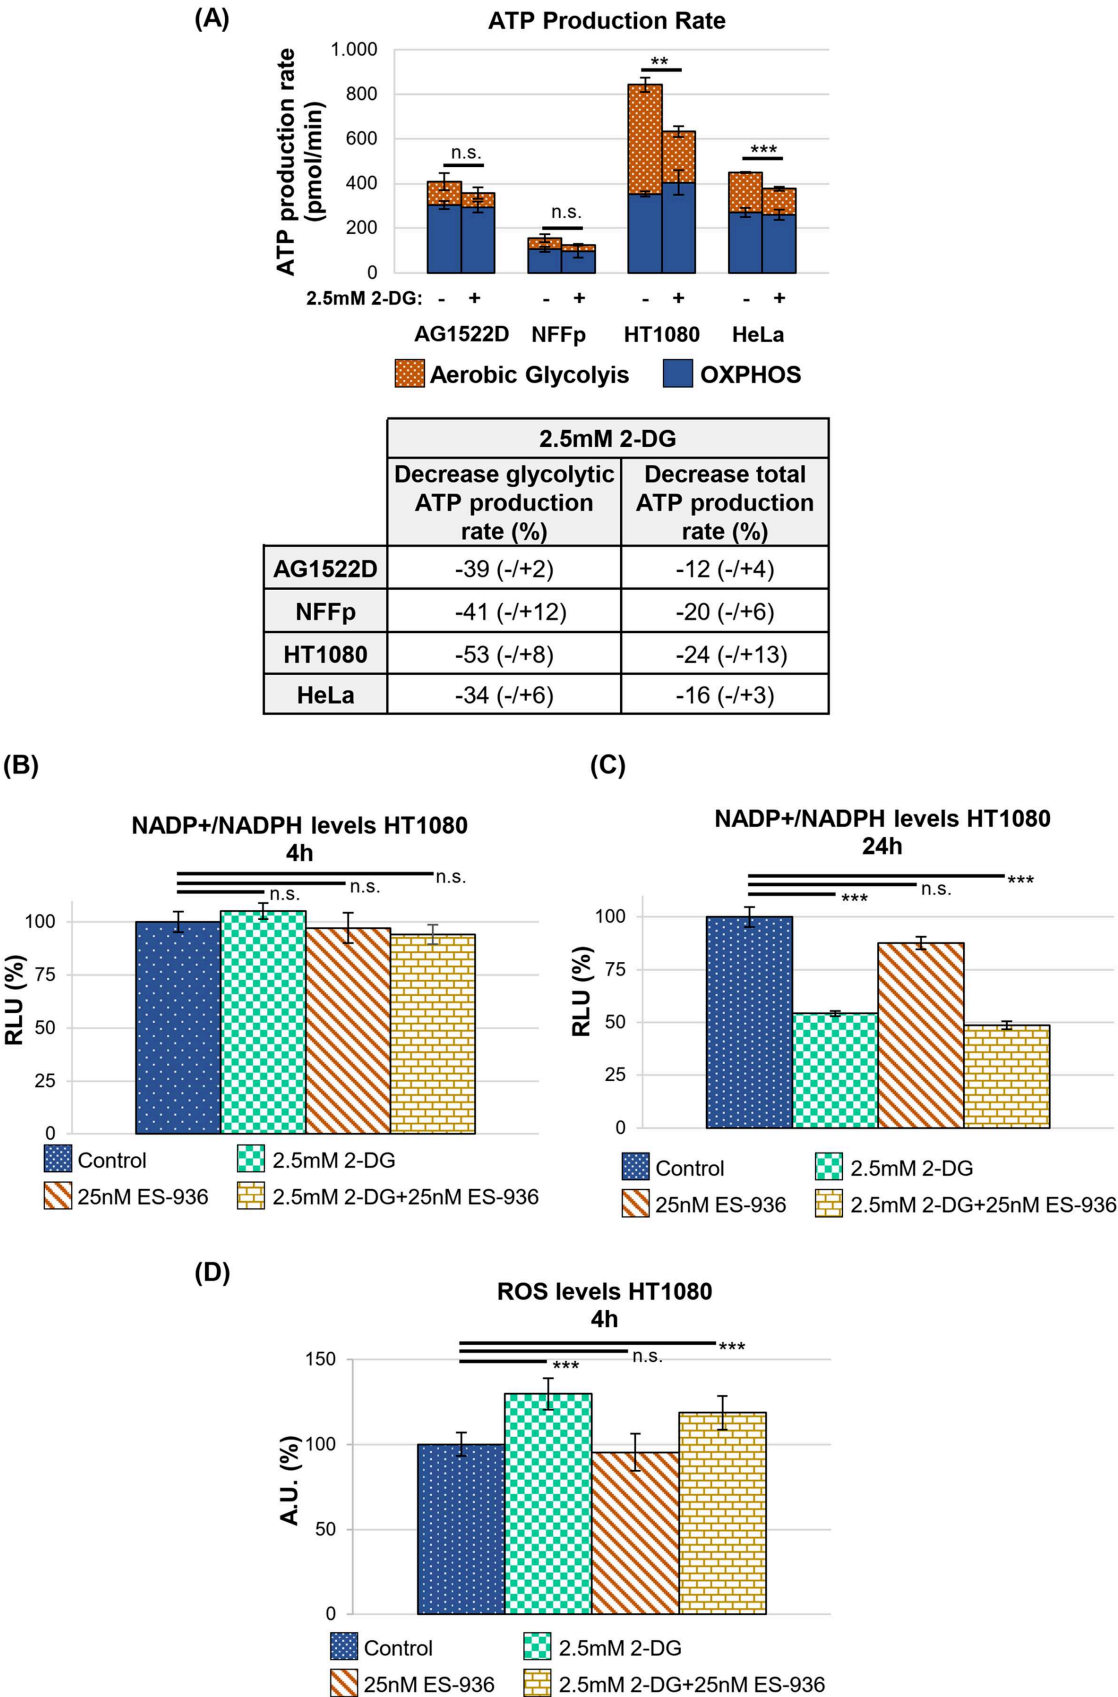 (A)
ATP Production Rate
ATP production rate
(pmol/min)
1.000
800
600
400
200
0
n.s.
n.s.
**
***
2.5mM 2-DG: - + - + - + - +
AG1522D NFFp HT1080 HeLa
Aerobic Glycolyis OXPHOS
2.5mM 2-DG
Decrease glycolytic
ATP production
rate (%)
Decrease total
ATP production
rate (%)
AG1522D -39 (-/+2) -12 (-/+4)
NFFp -41 (-/+12) -20 (-/+6)
HT1080 -53 (-/+8) -24 (-/+13)
HeLa -34 (-/+6) -16 (-/+3)
(B)
NADP+/NADPH levels HT1080
4h
n.s.
n.s.
n.s.
RLU (%)
100
75
50
25
0
Control 2.5mM 2-DG
25nM ES-936 2.5mM 2-DG+25nM ES-936
(C)
NADP+/NADPH levels HT1080
24h
***
n.s.
***
RLU (%)
100
75
50
25
0
Control 2.5mM 2-DG
25nM ES-936 2.5mM 2-DG+25nM ES-936
(D)
ROS levels HT1080
4h
***
n.s.
***
A.U. (%)
150
100
50
0
Control 2.5mM 2-DG
25nM ES-936 2.5mM 2-DG+25nM ES-936